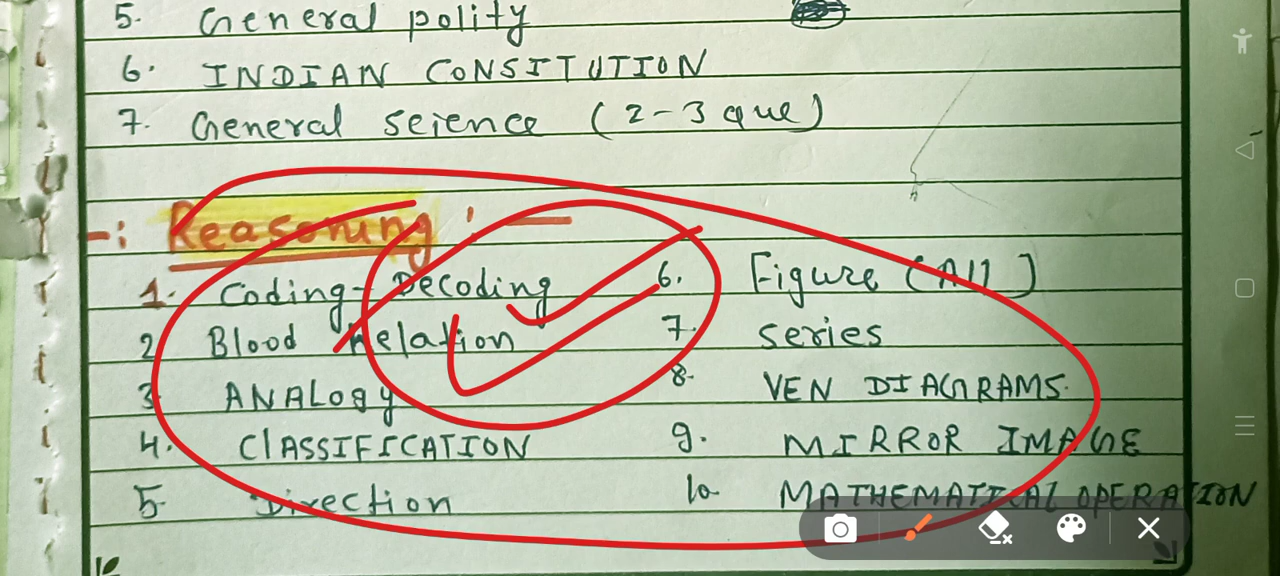 5. General polity
6. INDIAN CONSITUTION
7. General seience (2-3 que)
-: Reasoning :-
1. Coding-Decoding 6. Figure (All)
2 Blood Relation 7. series
3 ANALogy 8. VEN DIAGRAMS.
4. ClASSIFICATION 9. MIRROR IMAGE
5. Direction 10 MATHEMATICAL OPERATION